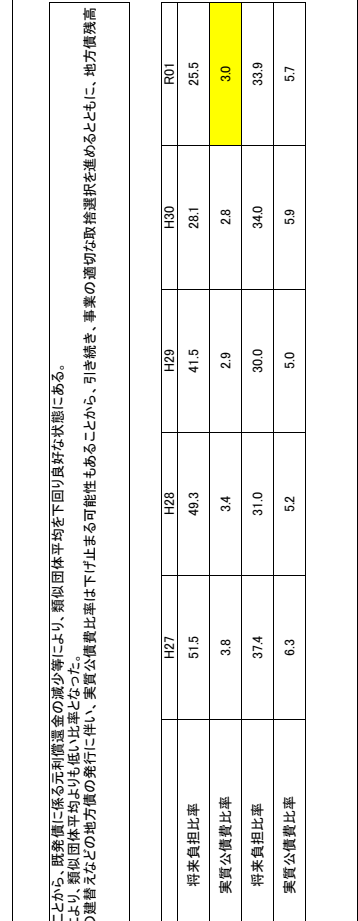 ことから、既発債に係る元利償還金の減少等により、類似団体平均を下回り良好な状態にある。
により、類似団体平均よりも低い比率となった。
の建替えなどの地方債の発行に伴い、実質公債費比率は下げ止まる可能性もあることから、引き続き、事業の適切な取捨選択を進めるとともに、地方債残高
H27 H28 H29 H30 R01
将来負担比率 51.5 49.3 41.5 28.1 25.5
実質公債費比率 3.8 3.4 2.9 2.8 3.0
将来負担比率 37.4 31.0 30.0 34.0 33.9
実質公債費比率 6.3 5.2 5.0 5.9 5.7